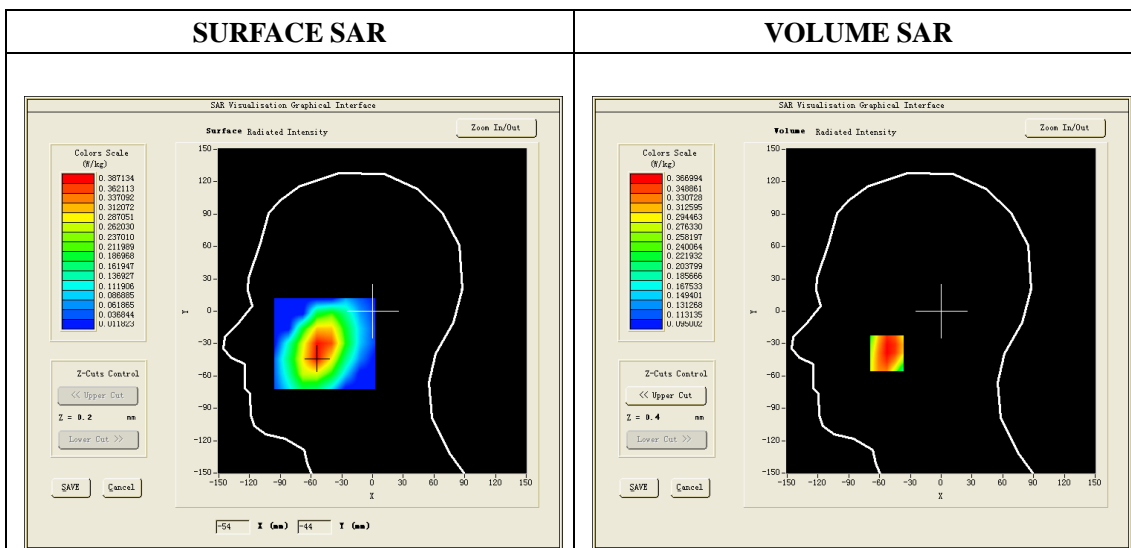 SURFACE SAR
VOLUME SAR
SAR Visualisation Graphical Interface
Surface Radiated Intensity
Zoom In/Out
Colors Scale
(W/kg)
0.387134
0.362113
0.337092
0.312072
0.287051
0.262030
0.237010
0.211989
0.186968
0.161947
0.136927
0.111906
0.086885
0.061865
0.036844
0.011823
150
120
90
60
30
0
-30
-60
-90
-120
-150
Y
-150 -120 -90 -60 -30 0 30 60 90 120 150
X
Z-Cuts Control
<< Upper Cut
Z = 0.2 mm
Lower Cut >>
SAVE Cancel
-54 X (mm) -44 Y (mm)
SAR Visualisation Graphical Interface
Volume Radiated Intensity
Zoom In/Out
Colors Scale
(W/kg)
0.366994
0.348861
0.330728
0.312595
0.294463
0.276330
0.258197
0.240064
0.221932
0.203799
0.185666
0.167533
0.149401
0.131268
0.113135
0.095002
150
120
90
60
30
0
-30
-60
-90
-120
-150
Y
-150 -120 -90 -60 -30 0 30 60 90 120 150
X
Z-Cuts Control
<< Upper Cut
Z = 0.4 mm
Lower Cut >>
SAVE Cancel